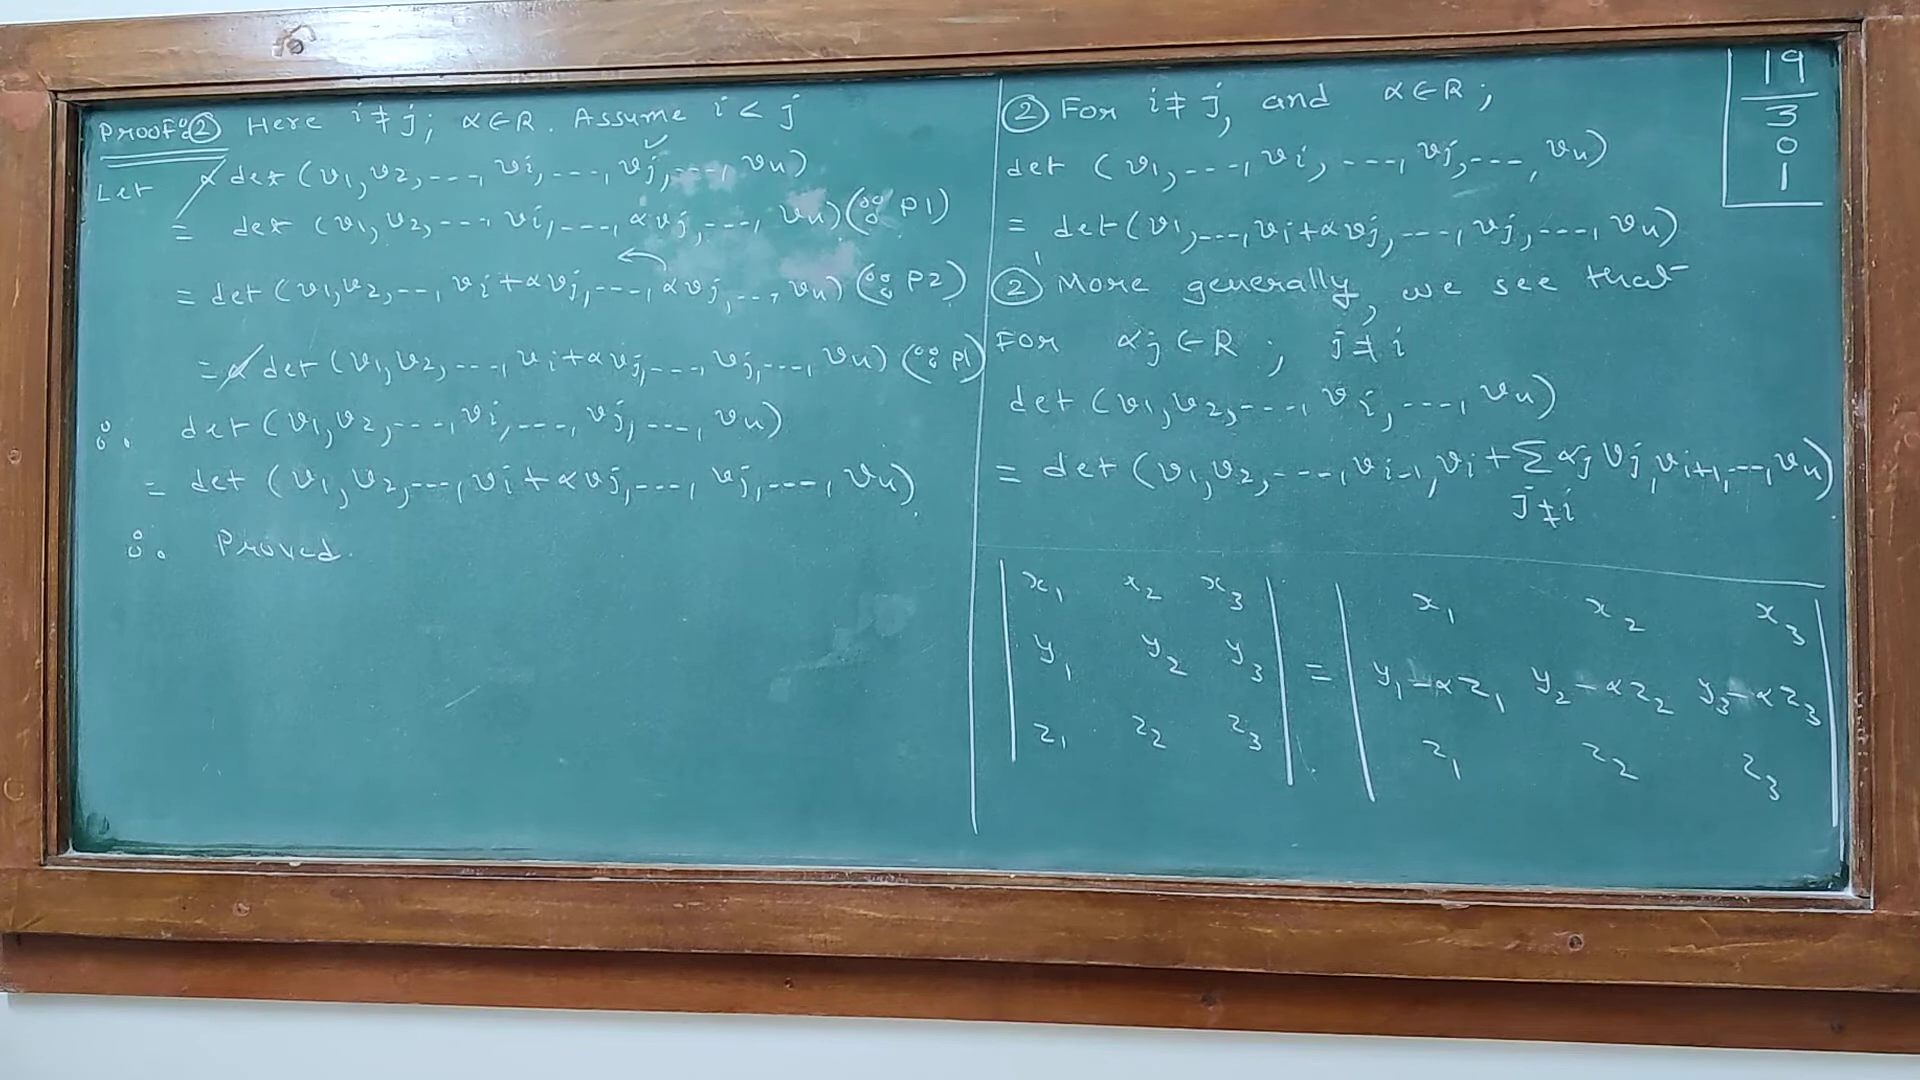 Proof: ② Here i ≠ j; α ∈ R. Assume i < j
Let α det (v1, v2, ---, vi, ---, vj, ---, vn)
= det (v1, v2, ---, vi, ---, αvj, ---, vn) (∵ P1)
= det (v1, v2, --, vi + αvj, ---, αvj, --, vn) (∵ P2)
= α det (v1, v2, ---, vi + αvj, ---, vj, ---, vn) (∵ P1)
∴ det (v1, v2, ---, vi, ---, vj, ---, vn)
= det (v1, v2, ---, vi + αvj, ---, vj, ---, vn)
∴ Proved.
② For i ≠ j, and α ∈ R;
det (v1, ---, vi, ---, vj, ---, vn)
= det (v1, ---, vi + αvj, ---, vj, ---, vn)
②' More generally, we see that
For αj ∈ R; j ≠ i
det (v1, v2, ---, vi, ---, vn)
= det (v1, v2, ---, vi-1, vi + Σ αj vj, vi+1, ---, vn)
j ≠ i
| x1 x2 x3 | | x1 x2 x3 |
| y1 y2 y3 | = | y1 - αz1 y2 - αz2 y3 - αz3 |
| z1 z2 z3 | | z1 z2 z3 |
19
3
0
1